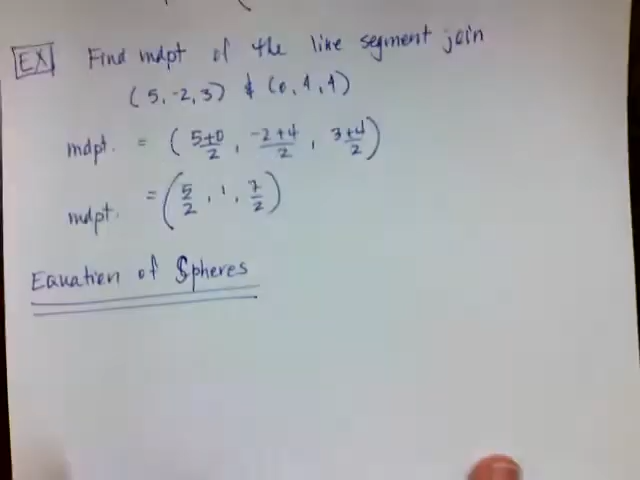 EX Find mdpt of the line segment join
(5, -2, 3) & (0, 4, 4)
mdpt. = (5+0/2, -2+4/2, 3+4/2)
mdpt. = (5/2, 1, 7/2)
Equation of Spheres